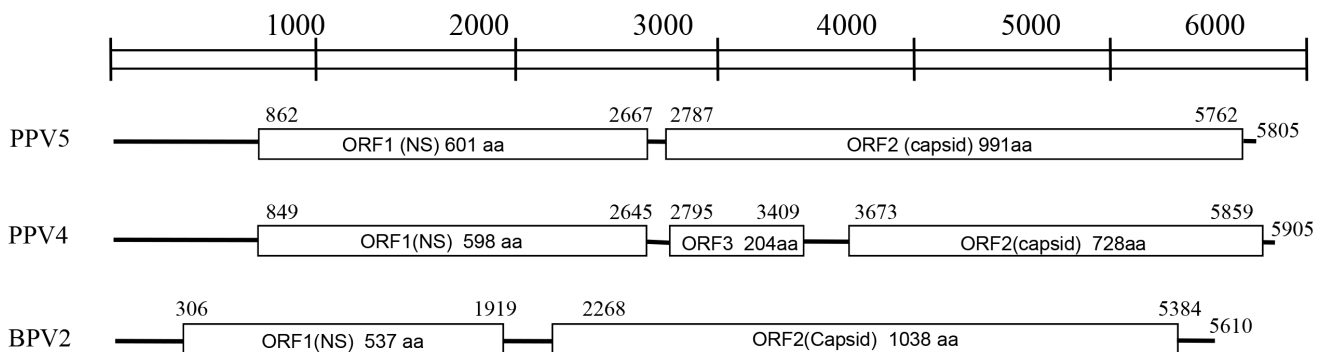 1000 2000 3000 4000 5000 6000
862 2667 2787 5762
PPV5 ORF1 (NS) 601 aa ORF2 (capsid) 991aa 5805
849 2645 2795 3409 3673 5859
PPV4 ORF1(NS) 598 aa ORF3 204aa ORF2(capsid) 728aa 5905
306 1919 2268 5384
BPV2 ORF1(NS) 537 aa ORF2(Capsid) 1038 aa 5610